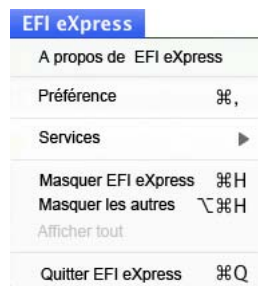 EFI eXpress
A propos de EFI eXpress
Préférence ⌘,
Services ▶
Masquer EFI eXpress ⌘H
Masquer les autres ⌥⌘H
Afficher tout
Quitter EFI eXpress ⌘Q